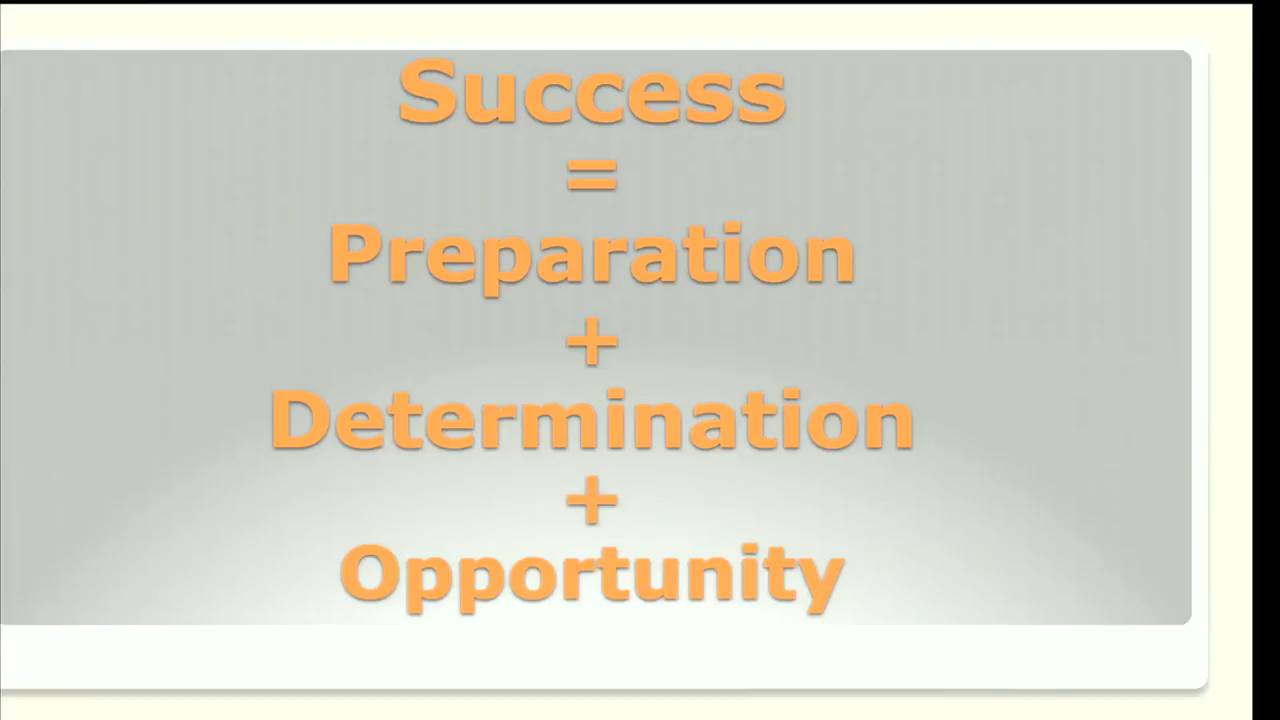 Success
=
Preparation
+
Determination
+
Opportunity